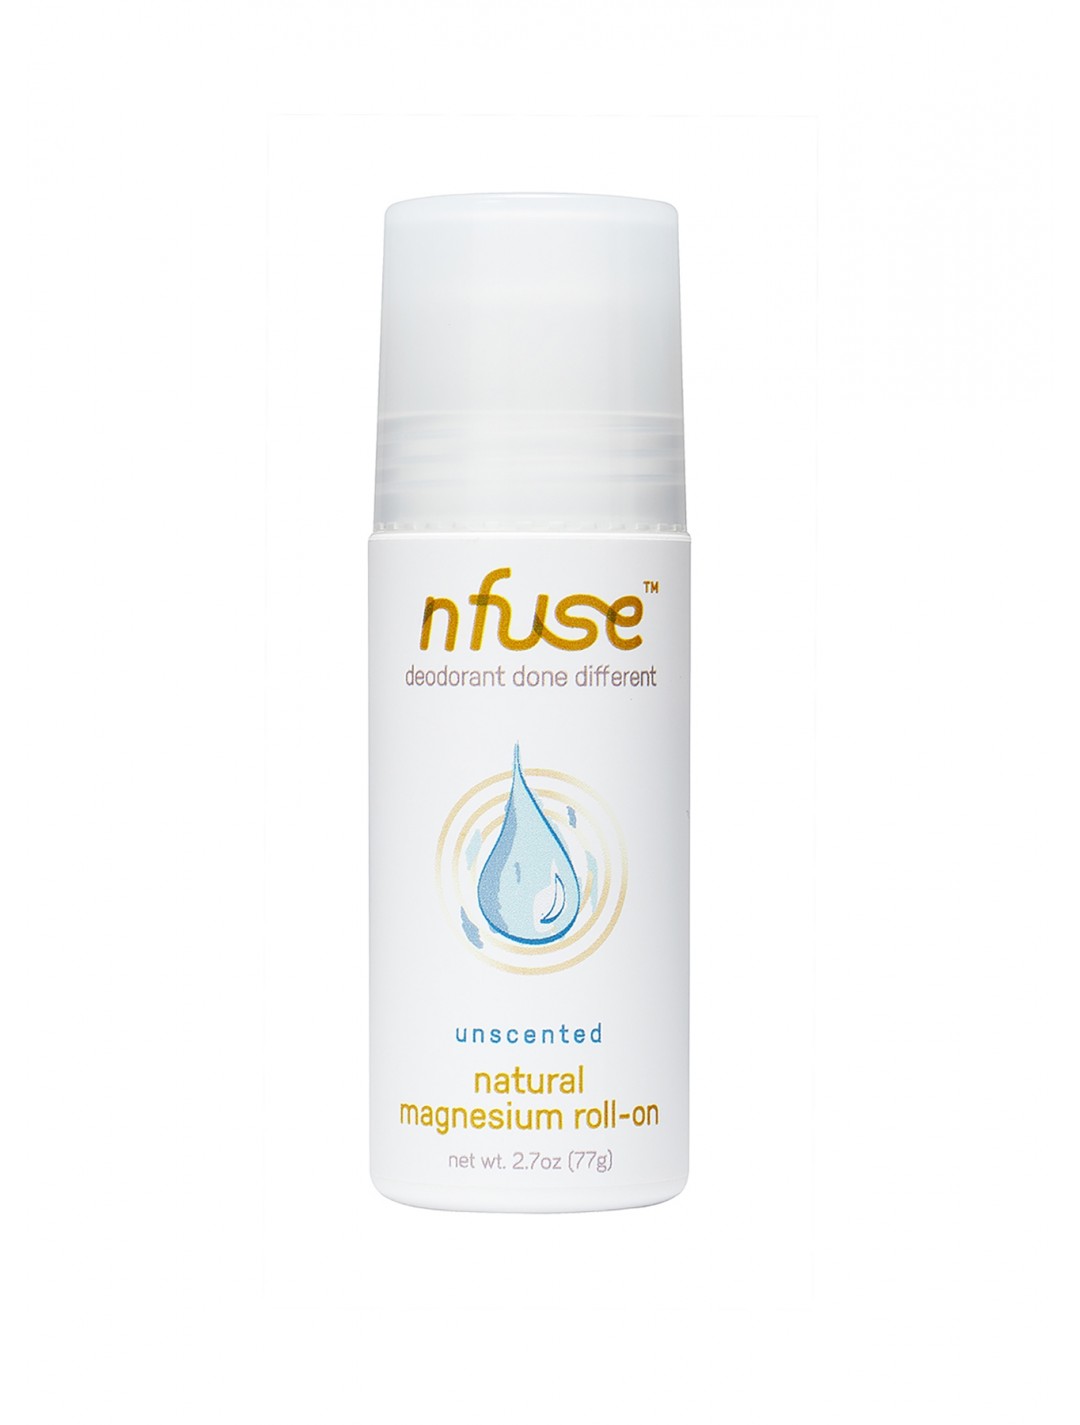 nfuse™
deodorant done different
unscented
natural
magnesium roll-on
net wt. 2.7oz (77g)